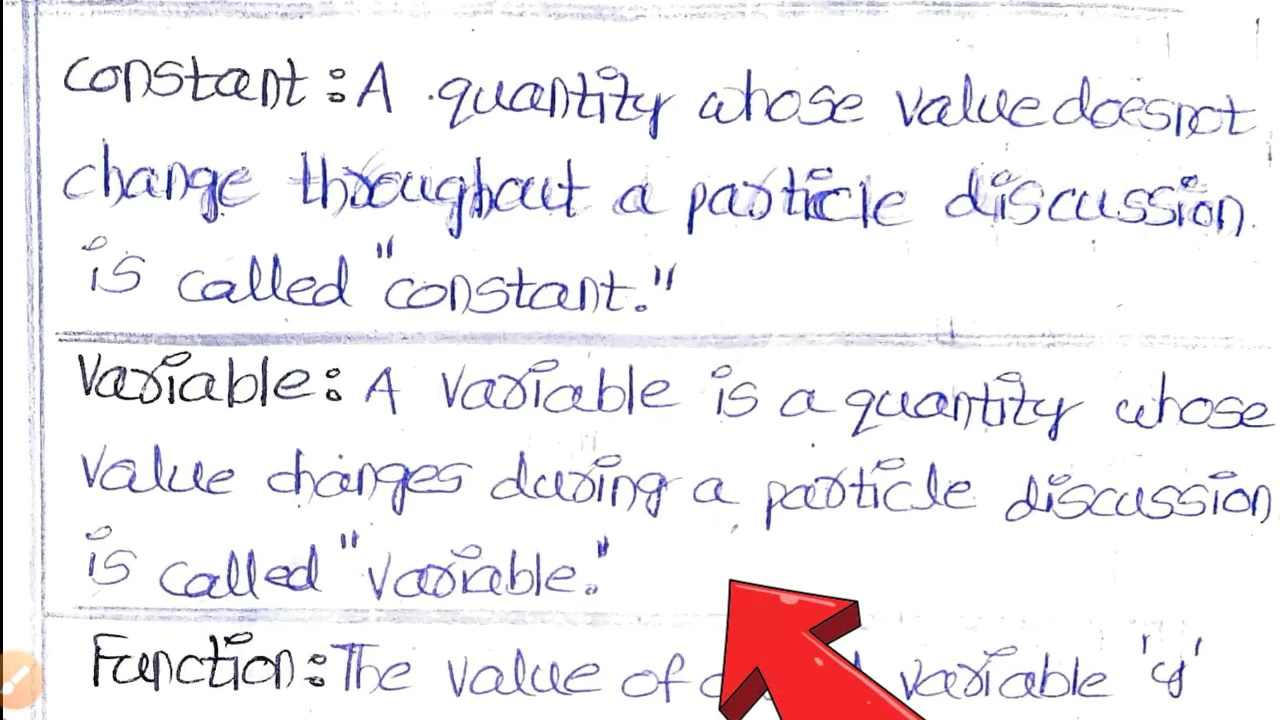 constant: A quantity whose value doesnot
change throughout a particle discussion
is called "constant."
Variable: A variable is a quantity whose
value changes during a particle discussion
is called "variable."
Function: The value of variable 'y'